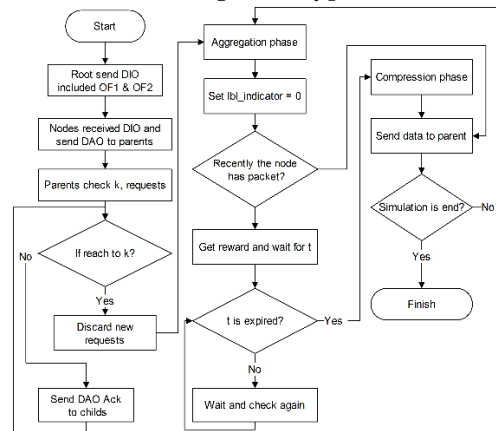 Start
Root send DIO
included OF1 & OF2
Nodes received DIO and
send DAO to parents
Parents check k, requests
If reach to k?
No
Yes
Discard new
requests
Send DAO Ack
to childs
Aggregation phase
Set lbl_indicator = 0
Recently the node
has packet?
Get reward and wait for t
t is expired?
Yes
No
Wait and check again
Compression phase
Send data to parent
Simulation is end?
No
Yes
Finish